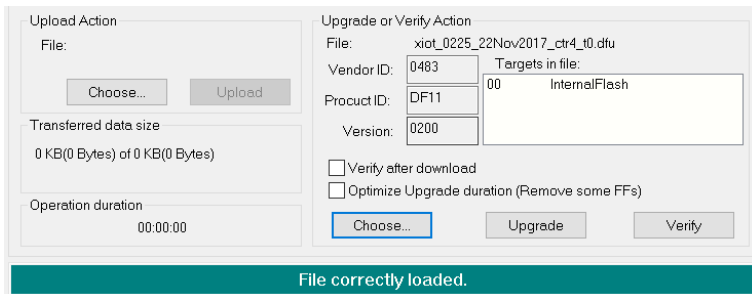 Upload Action
File:
Choose...
Upload
Transferred data size
0 KB(0 Bytes) of 0 KB(0 Bytes)
Operation duration
00:00:00
Upgrade or Verify Action
File: xiot_0225_22Nov2017_ctr4_t0.dfu
Vendor ID: 0483
Targets in file:
00 InternalFlash
Procuct ID: DF11
Version: 0200
Verify after download
Optimize Upgrade duration (Remove some FFs)
Choose... Upgrade Verify
File correctly loaded.